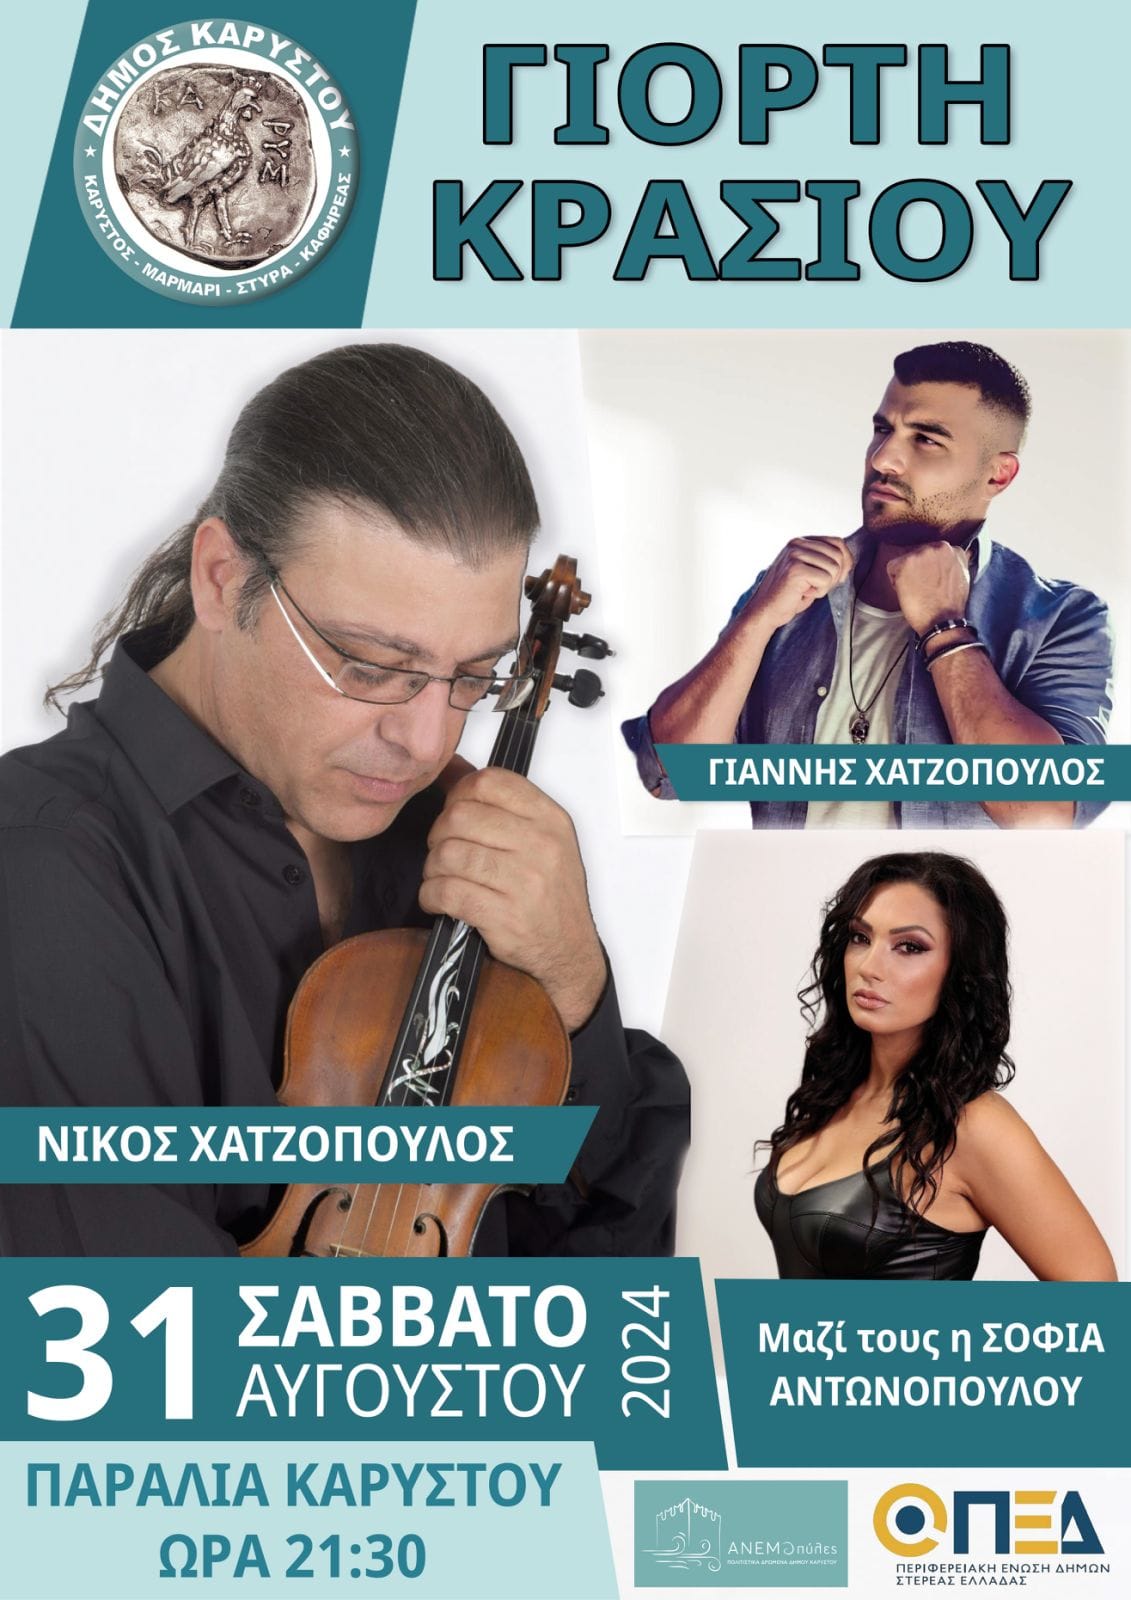 ΔΗΜΟΣ ΚΑΡΥΣΤΟΥ
ΚΑ
ΡΥΣ
ΚΑΡΥΣΤΟΣ - ΜΑΡΜΑΡΙ - ΣΤΥΡΑ - ΚΑΦΗΡΕΑΣ
ΓΙΟΡΤΗ
ΚΡΑΣΙΟΥ
ΓΙΑΝΝΗΣ ΧΑΤΖΟΠΟΥΛΟΣ
ΝΙΚΟΣ ΧΑΤΖΟΠΟΥΛΟΣ
31 ΣΑΒΒΑΤΟ
ΑΥΓΟΥΣΤΟΥ
2024
Μαζί τους η ΣΟΦΙΑ
ΑΝΤΩΝΟΠΟΥΛΟΥ
ΠΑΡΑΛΙΑ ΚΑΡΥΣΤΟΥ
ΩΡΑ 21:30
ΑΝΕΜΟπύλες
ΠΟΛΙΤΙΣΤΙΚΑ ΔΡΩΜΕΝΑ ΔΗΜΟΥ ΚΑΡΥΣΤΟΥ
ΠΕΔ
ΠΕΡΙΦΕΡΕΙΑΚΗ ΕΝΩΣΗ ΔΗΜΩΝ
ΣΤΕΡΕΑΣ ΕΛΛΑΔΑΣ